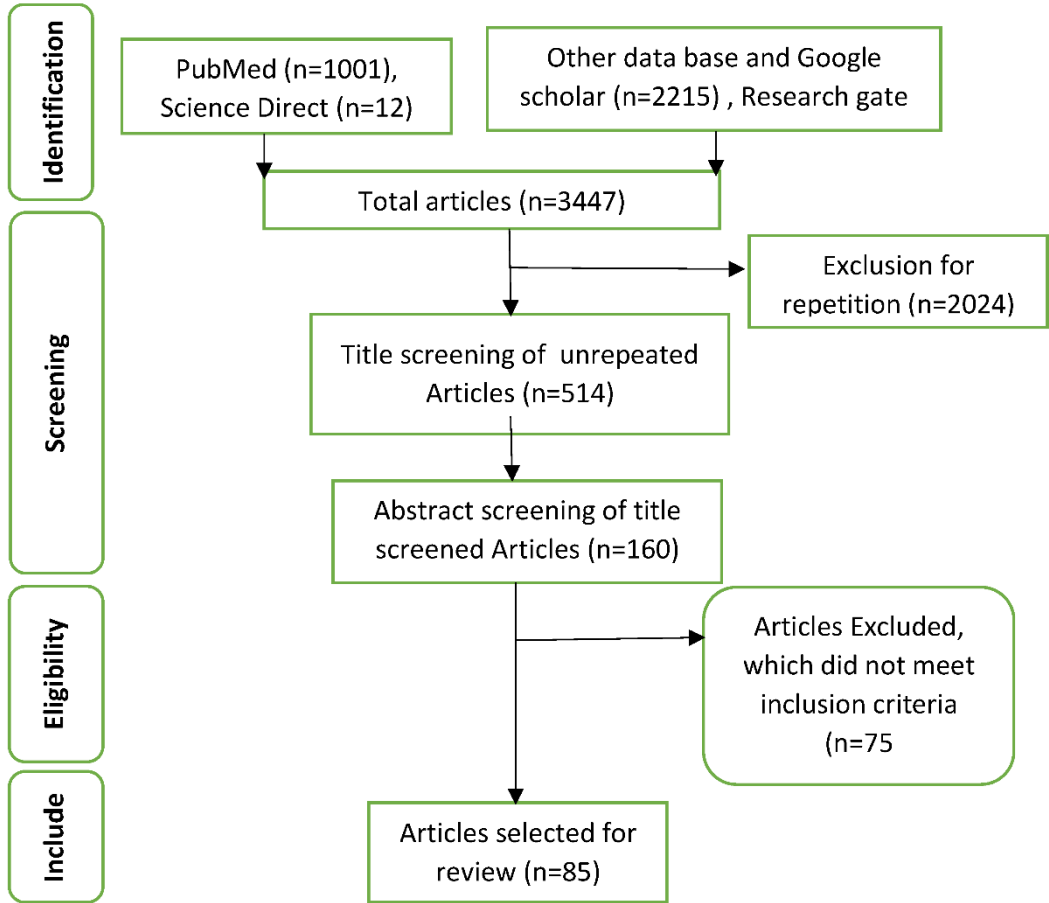 Identification
PubMed (n=1001),
Science Direct (n=12)
Other data base and Google
scholar (n=2215) , Research gate
Total articles (n=3447)
Screening
Exclusion for
repetition (n=2024)
Title screening of unrepeated
Articles (n=514)
Abstract screening of title
screened Articles (n=160)
Eligibility
Articles Excluded,
which did not meet
inclusion criteria
(n=75
Include
Articles selected for
review (n=85)